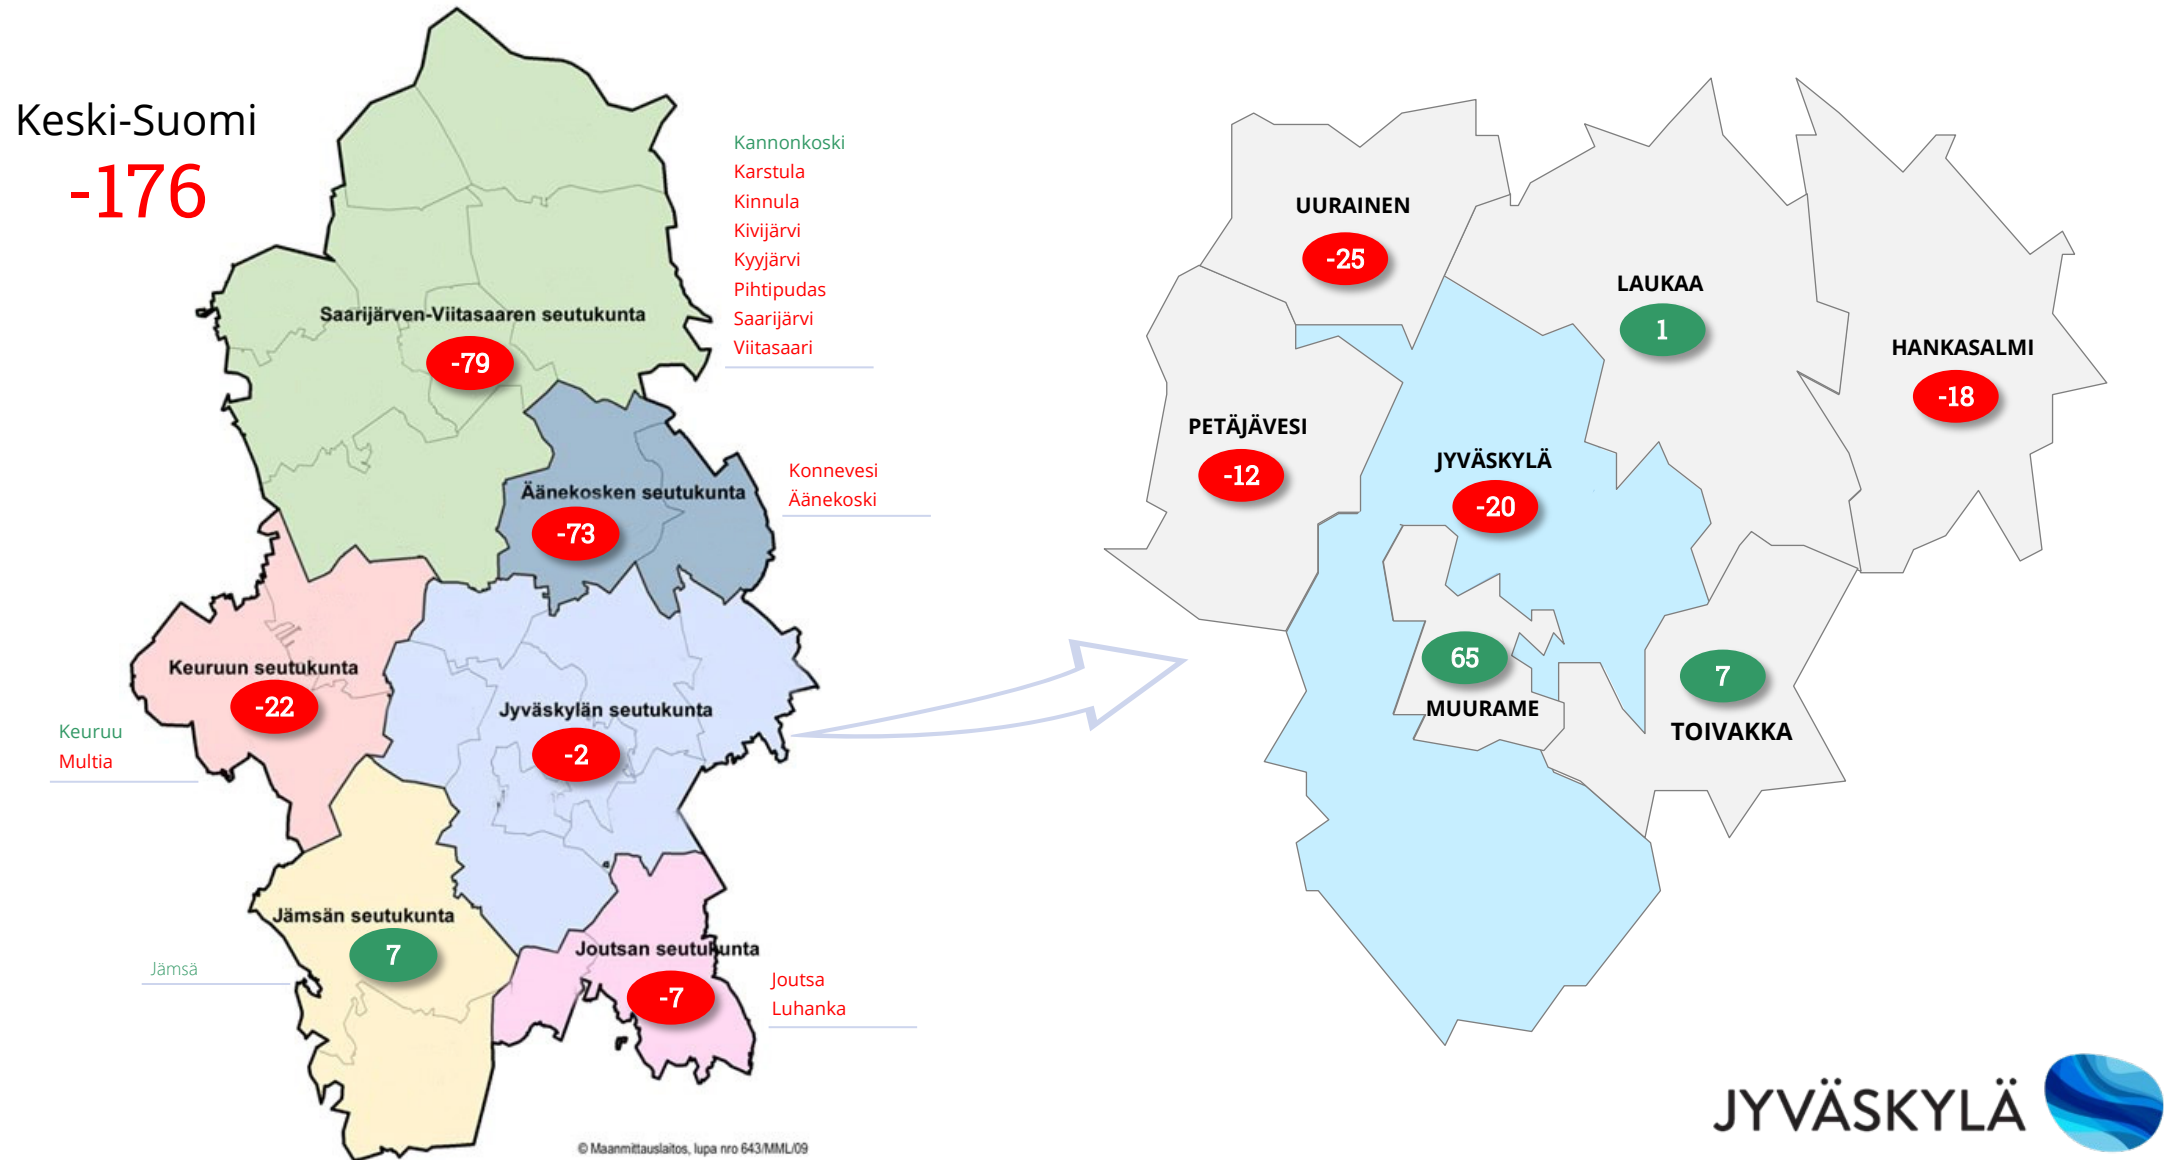 Keski-Suomi
-176
Kannonkoski
Karstula
Kinnula
Kivijärvi
Kyyjärvi
Pihtipudas
Saarijärvi
Viitasaari
Saarijärven-Viitasaaren seutukunta
-79
Konnevesi
Äänekoski
Äänekosken seutukunta
-73
Keuruun seutukunta
-22
Keuruu
Multia
Jyväskylän seutukunta
-2
Jämsän seutukunta
7
Jämsä
Joutsan seutukunta
-7
Joutsa
Luhanka
© Maanmittauslaitos, lupa nro 643/MML/09
UURAINEN
-25
LAUKAA
1
HANKASALMI
-18
PETÄJÄVESI
-12
JYVÄSKYLÄ
-20
65
MUURAME
7
TOIVAKKA
JYVÄSKYLÄ